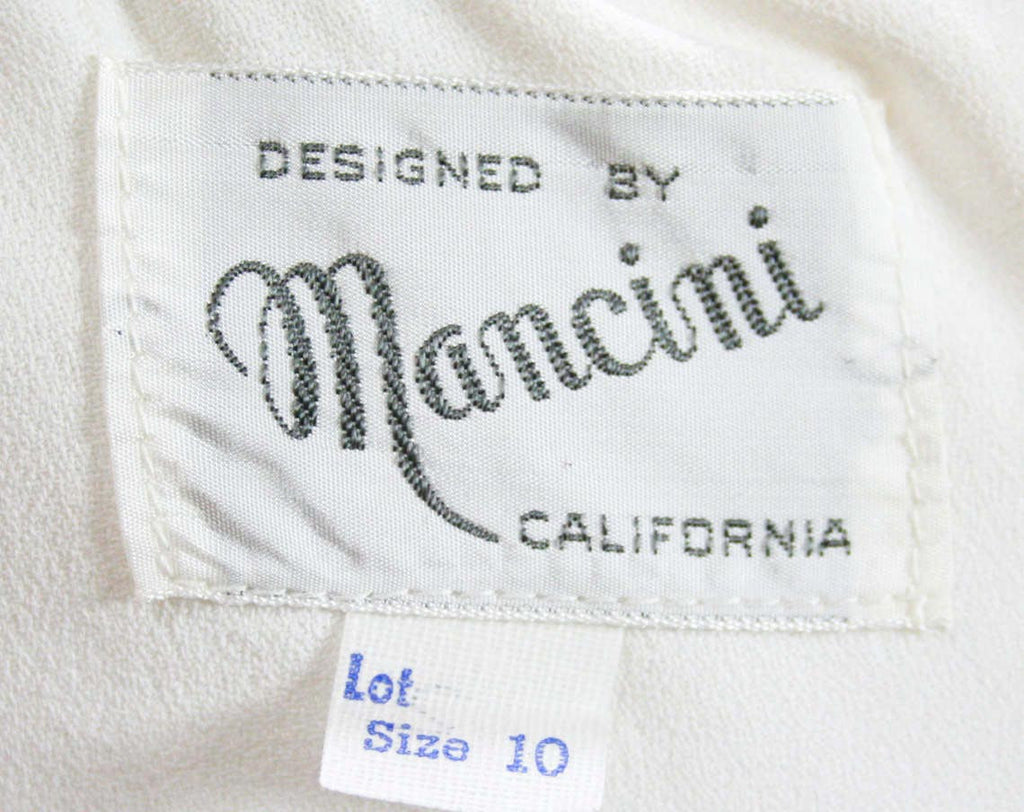 DESIGNED BY
Mancini
CALIFORNIA
Lot
Size 10